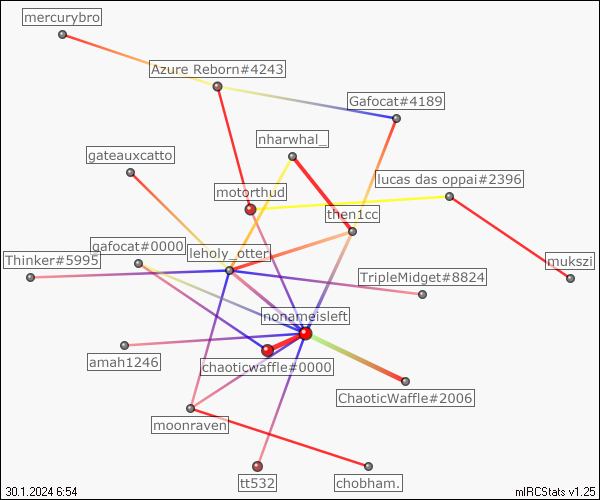 mercurybro
Azure Reborn#4243
Gafocat#4189
nharwhal_
gateauxcatto
lucas das oppai#2396
motorthud
then1cc
gafocat#0000
leholy_otter
Thinker#5995
mukszi
TripleMidget#8824
nonameisleft
amah1246
chaoticwaffle#0000
ChaoticWaffle#2006
moonraven
tt532
chobham.
30.1.2024 6:54
mIRCStats v1.25